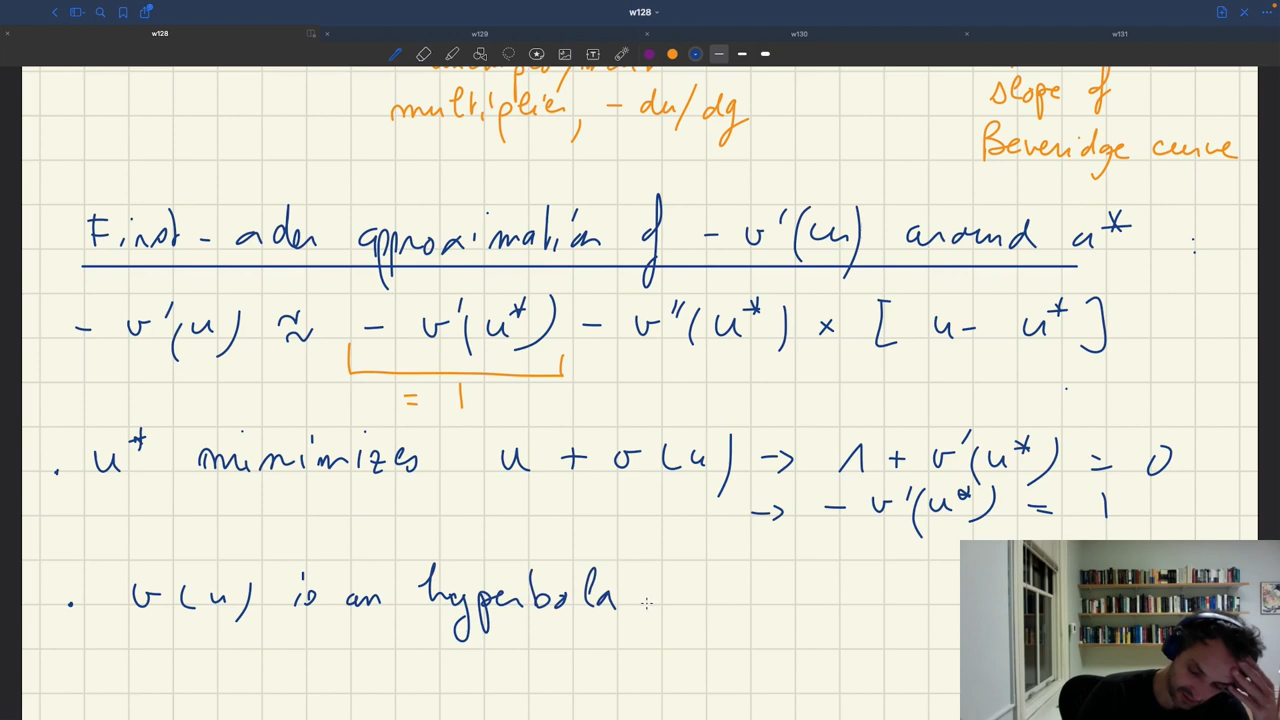 w128
w128
w129
w130
w131
multiplier, - du/dg
slope of
Beveridge curve
First-order approximation of - v'(u) around u* :
- v'(u) ≈ - v'(u*) - v''(u*) × [ u - u* ]
= 1
. u* minimizes u + v(u) -> 1 + v'(u*) = 0
-> - v'(u*) = 1
. v(u) is an hyperbola